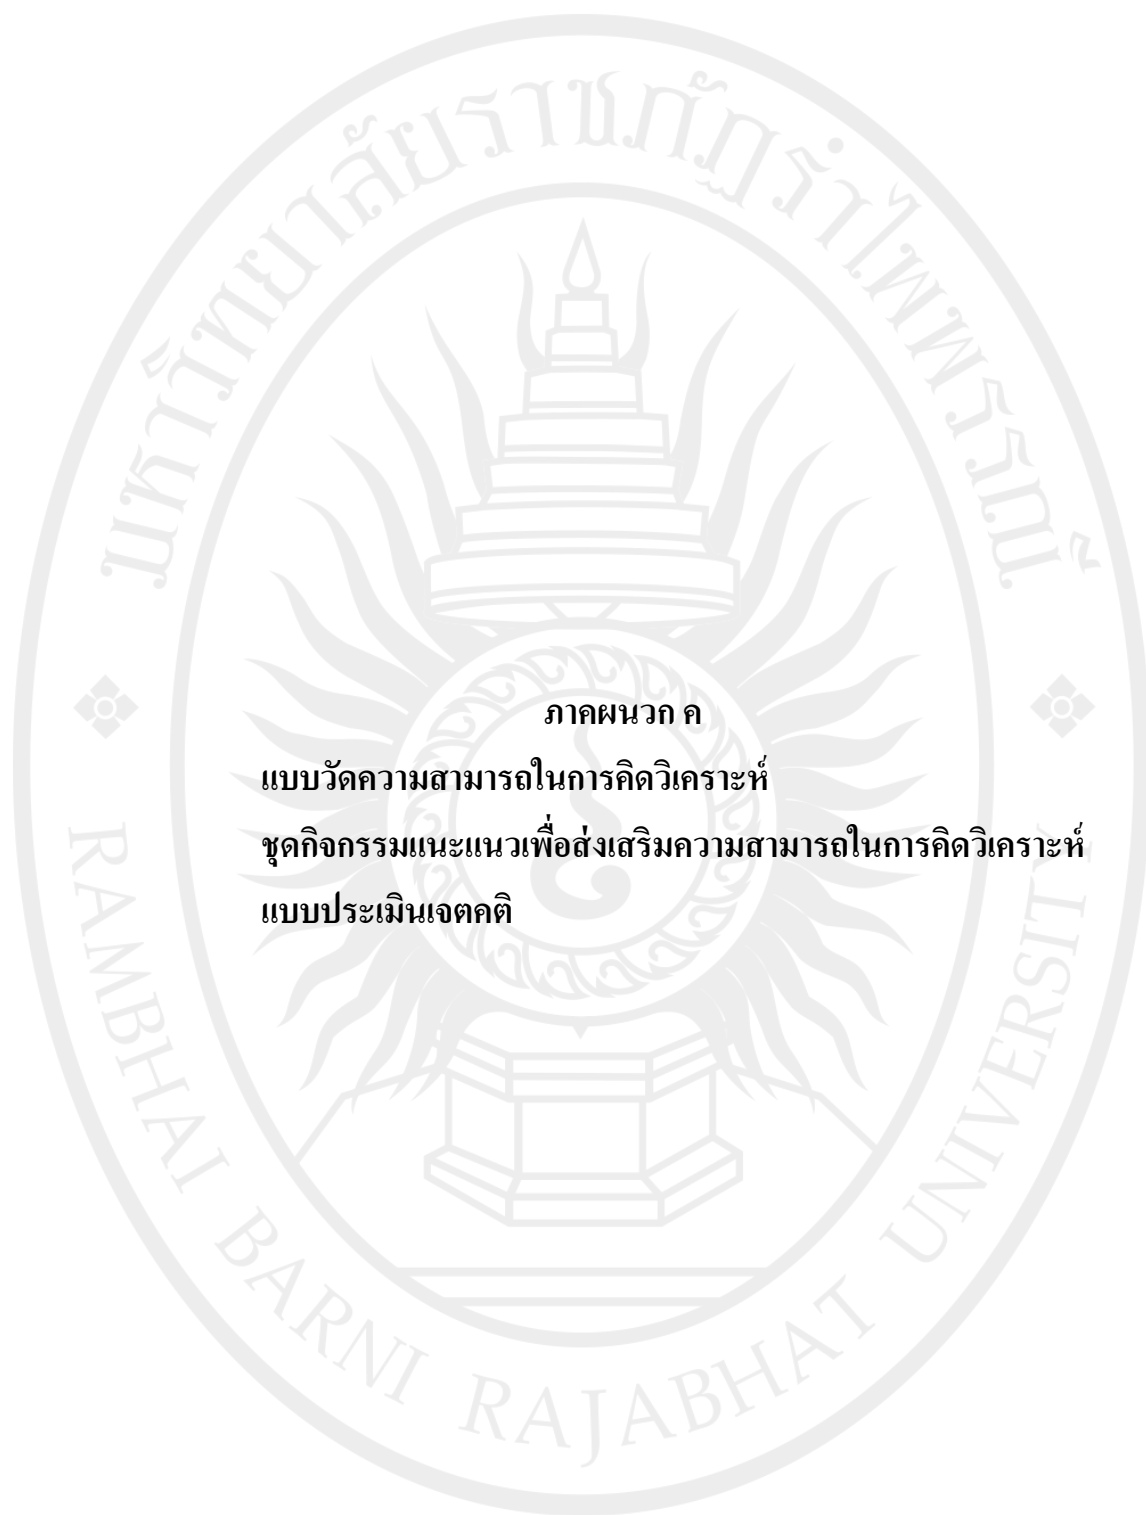 มหาวิทยาลัยราชภัฏรำไพพรรณี
ภาคผนวก ค
แบบวัดความสามารถในการคิดวิเคราะห์
ชุดกิจกรรมแนะแนวเพื่อส่งเสริมความสามารถในการคิดวิเคราะห์
แบบประเมินเจตคติ
RAMBHAI BARNI RAJABHAT UNIVERSITY